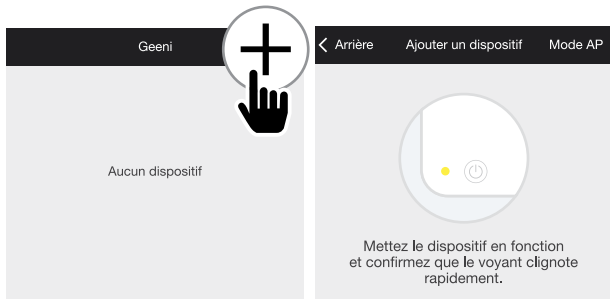 Geeni
Aucun dispositif
Arrière Ajouter un dispositif Mode AP
Mettez le dispositif en fonction
et confirmez que le voyant clignote
rapidement.